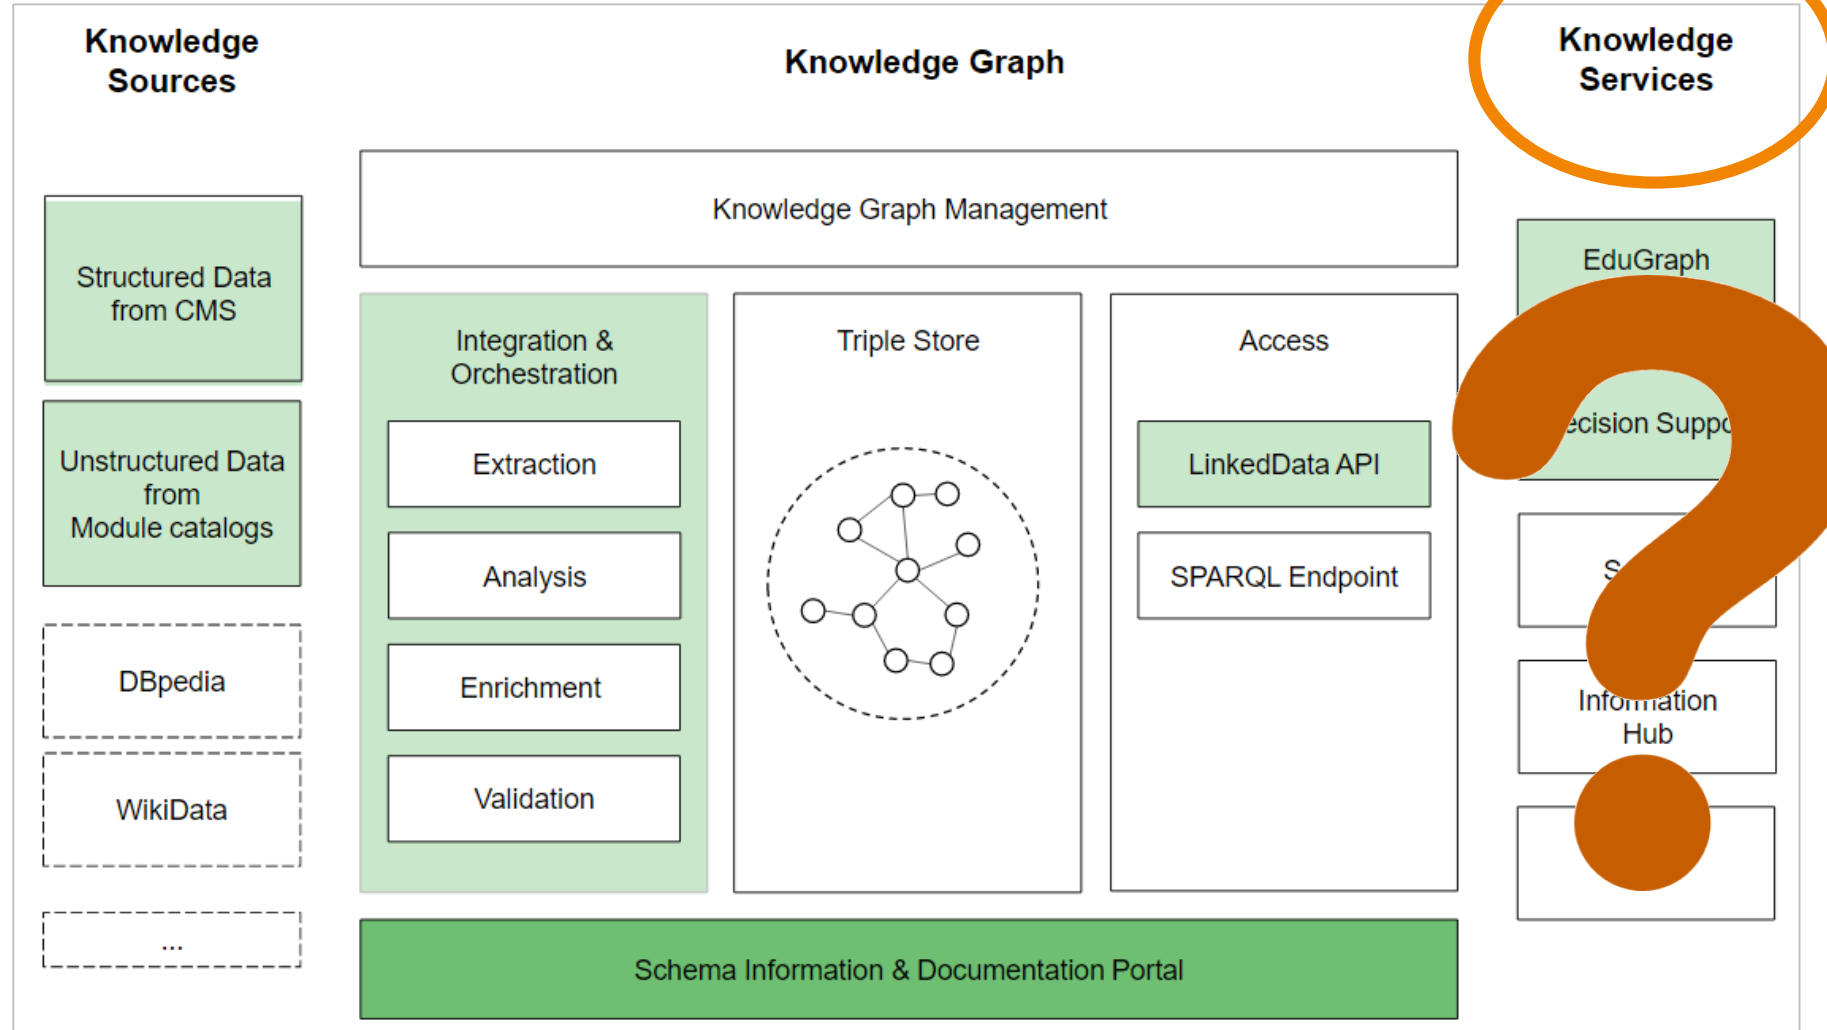 Knowledge
Sources
Knowledge Graph
Knowledge
Services
Structured Data
from CMS
Unstructured Data
from
Module catalogs
DBpedia
WikiData
...
Knowledge Graph Management
Integration &
Orchestration
Extraction
Analysis
Enrichment
Validation
Triple Store
Access
LinkedData API
SPARQL Endpoint
Schema Information & Documentation Portal
EduGraph
Information
Hub